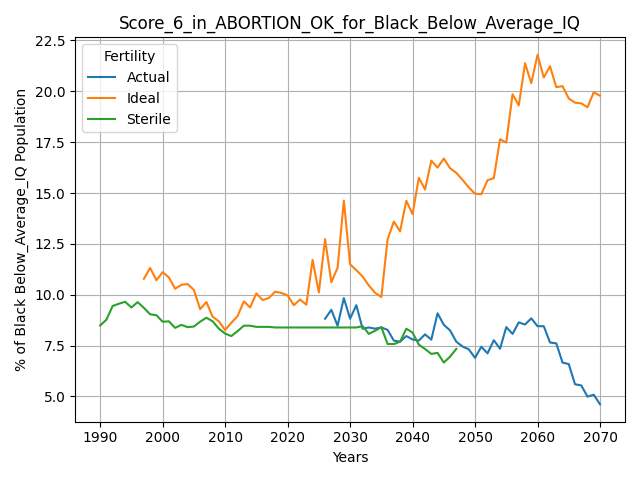 Score_6_in_ABORTION_OK_for_Black_Below_Average_IQ
% of Black Below_Average_IQ Population
22.5
20.0
17.5
15.0
12.5
10.0
7.5
5.0
Fertility
Actual
Ideal
Sterile
1990 2000 2010 2020 2030 2040 2050 2060 2070
Years